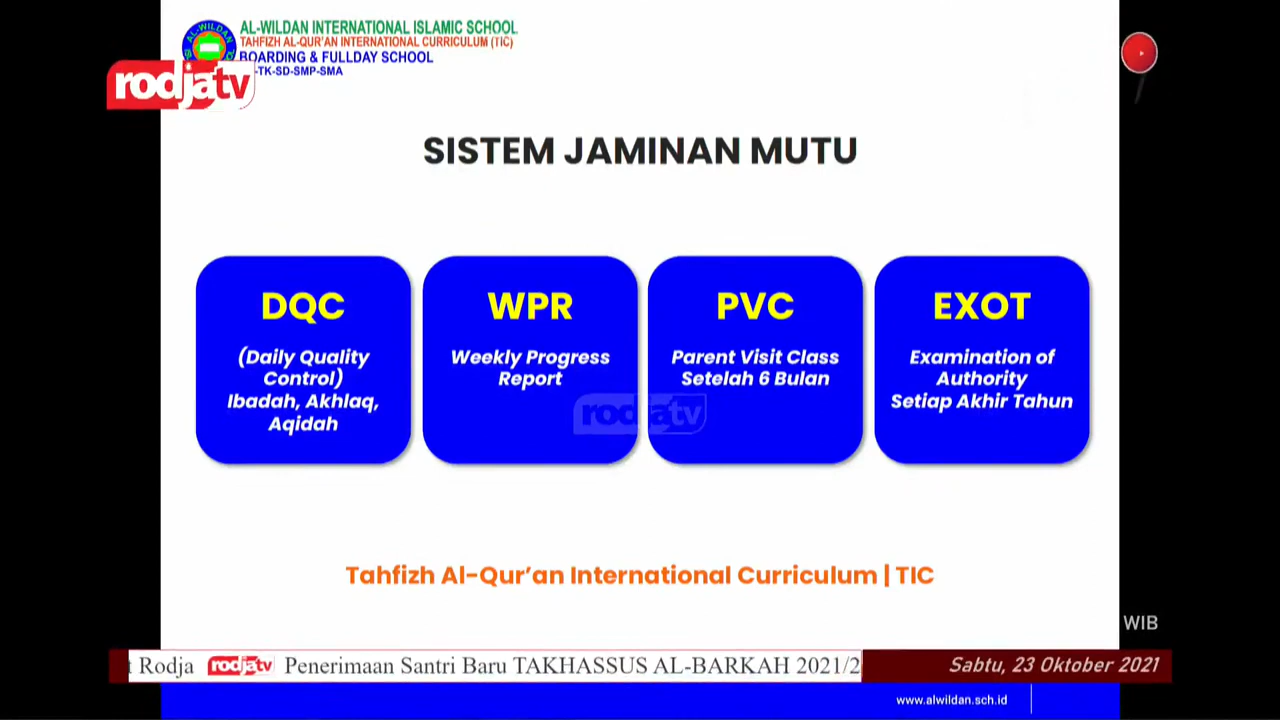 AL-WILDAN INTERNATIONAL ISLAMIC SCHOOL
TAHFIZH AL-QUR'AN INTERNATIONAL CURRICULUM (TIC)
BOARDING & FULLDAY SCHOOL
-TK-SD-SMP-SMA
rodjatv
SISTEM JAMINAN MUTU
DQC
(Daily Quality
Control)
Ibadah, Akhlaq,
Aqidah
WPR
Weekly Progress
Report
PVC
Parent Visit Class
Setelah 6 Bulan
EXOT
Examination of
Authority
Setiap Akhir Tahun
rodjatv
Tahfizh Al-Qur'an International Curriculum | TIC
WIB
t Rodja rodjatv Penerimaan Santri Baru TAKHASSUS AL-BARKAH 2021/2
Sabtu, 23 Oktober 2021
www.alwildan.sch.id